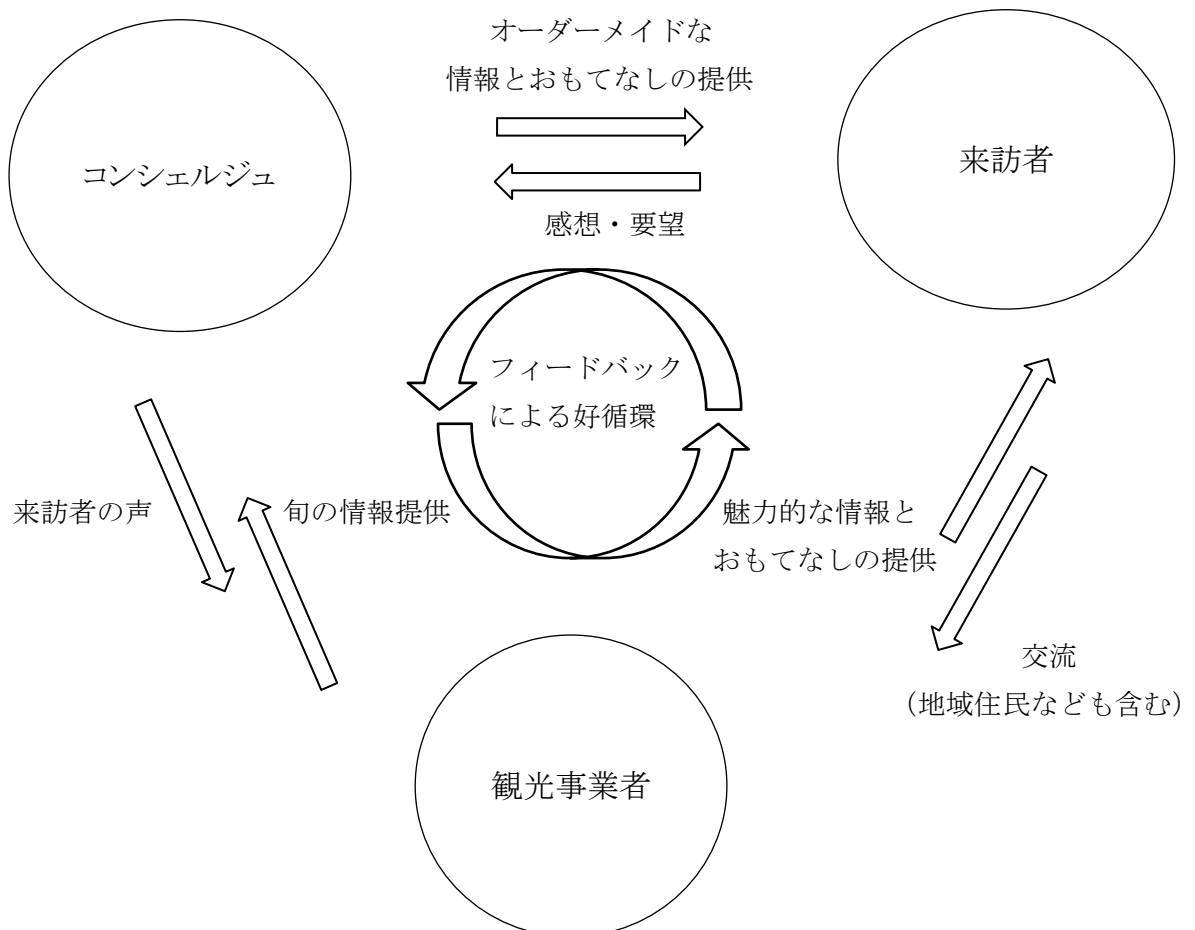 オーダーメイドな
情報とおもてなしの提供
コンシェルジュ
来訪者
感想・要望
フィードバック
による好循環
来訪者の声
旬の情報提供
魅力的な情報と
おもてなしの提供
交流
（地域住民なども含む）
観光事業者